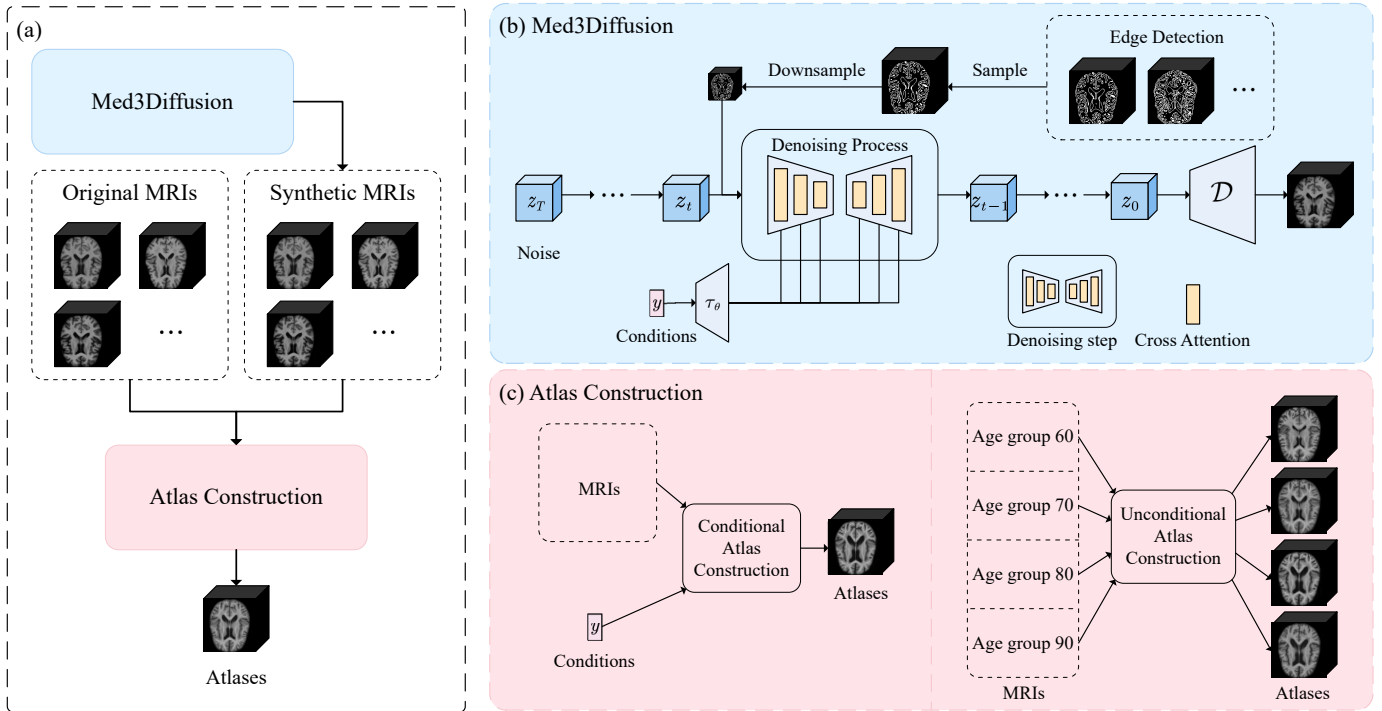 (a)
Med3Diffusion
Original MRIs
Synthetic MRIs
...
...
Atlas Construction
Atlases
(b) Med3Diffusion
Edge Detection
Downsample
Sample
...
Denoising Process
z_T
...
z_t
z_{t-1}
...
z_0
𝒟
Noise
y
τ_θ
Conditions
Denoising step
Cross Attention
(c) Atlas Construction
MRIs
Conditional
Atlas
Construction
Atlases
y
Conditions
Age group 60
Age group 70
Age group 80
Age group 90
MRIs
Unconditional
Atlas
Construction
Atlases